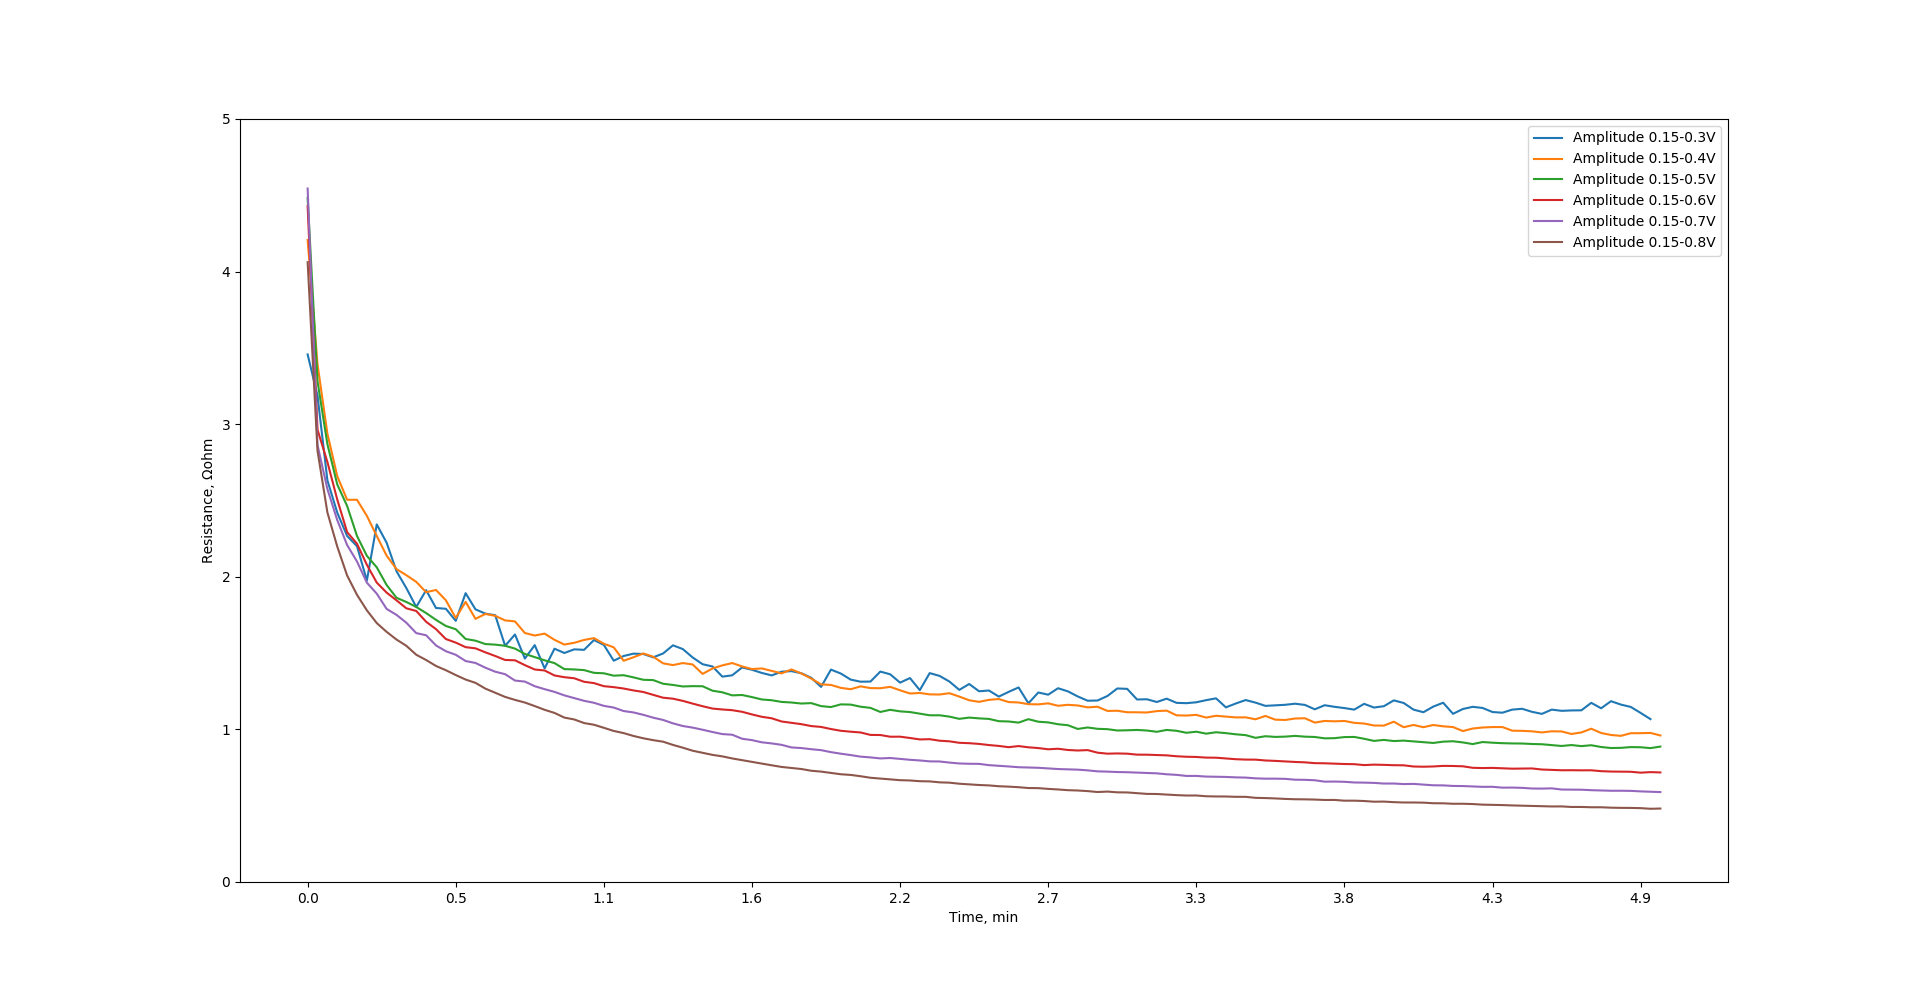 5
4
3
2
1
0
Resistance, Ωohm
0.0 0.5 1.1 1.6 2.2 2.7 3.3 3.8 4.3 4.9
Time, min
Amplitude 0.15-0.3V
Amplitude 0.15-0.4V
Amplitude 0.15-0.5V
Amplitude 0.15-0.6V
Amplitude 0.15-0.7V
Amplitude 0.15-0.8V